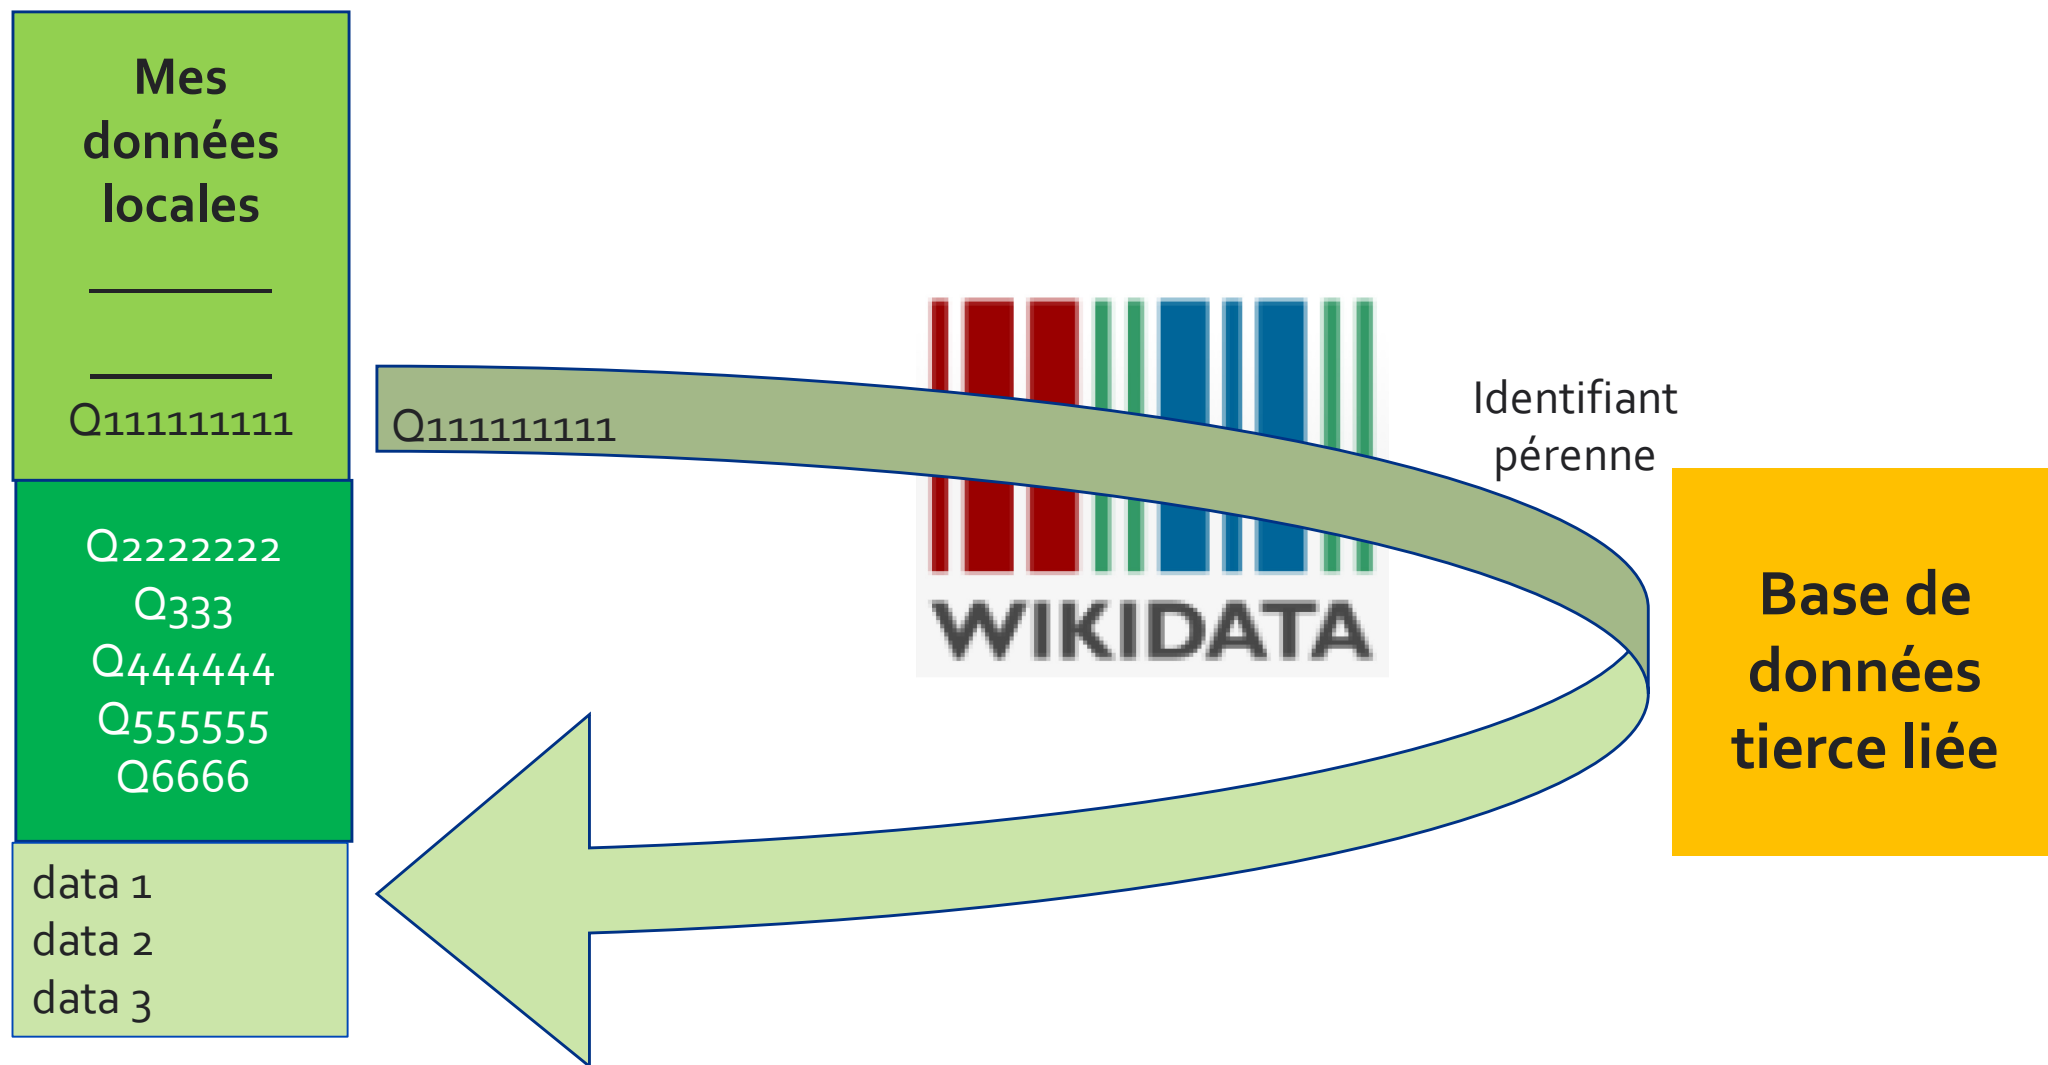 Mes
données
locales
Q111111111
Q2222222
Q333
Q444444
Q555555
Q6666
data 1
data 2
data 3
Q111111111
WIKIDATA
Identifiant
pérenne
Base de
données
tierce liée